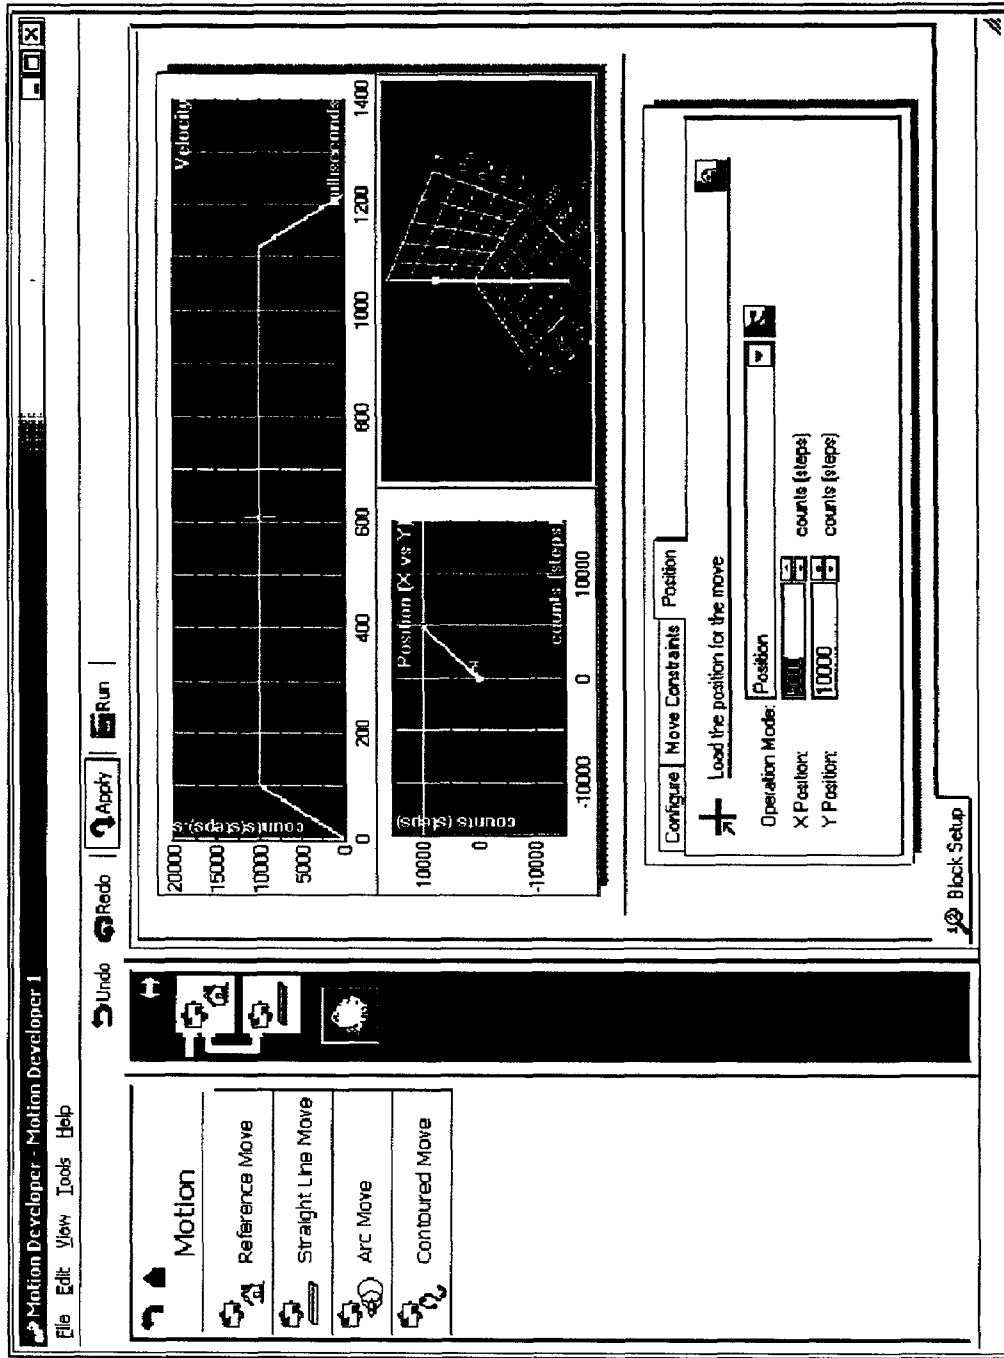 Motion Developer - Motion Developer 1
File Edit View Tools Help
Undo Redo Apply Run
Motion
Reference Move
Straight Line Move
Arc Move
Contoured Move
Velocity
20000
15000
10000
5000
0
0 200 400 600 800 1000 1200 1400
Position (X vs Y)
counts (steps)
10000
0
-10000
counts (steps)
-10000 0 10000
Configure Move Constraints Position
Load the position for the move
Operation Mode: Position
X Position: counts (steps)
Y Position: 10000 counts (steps)
Block Setup